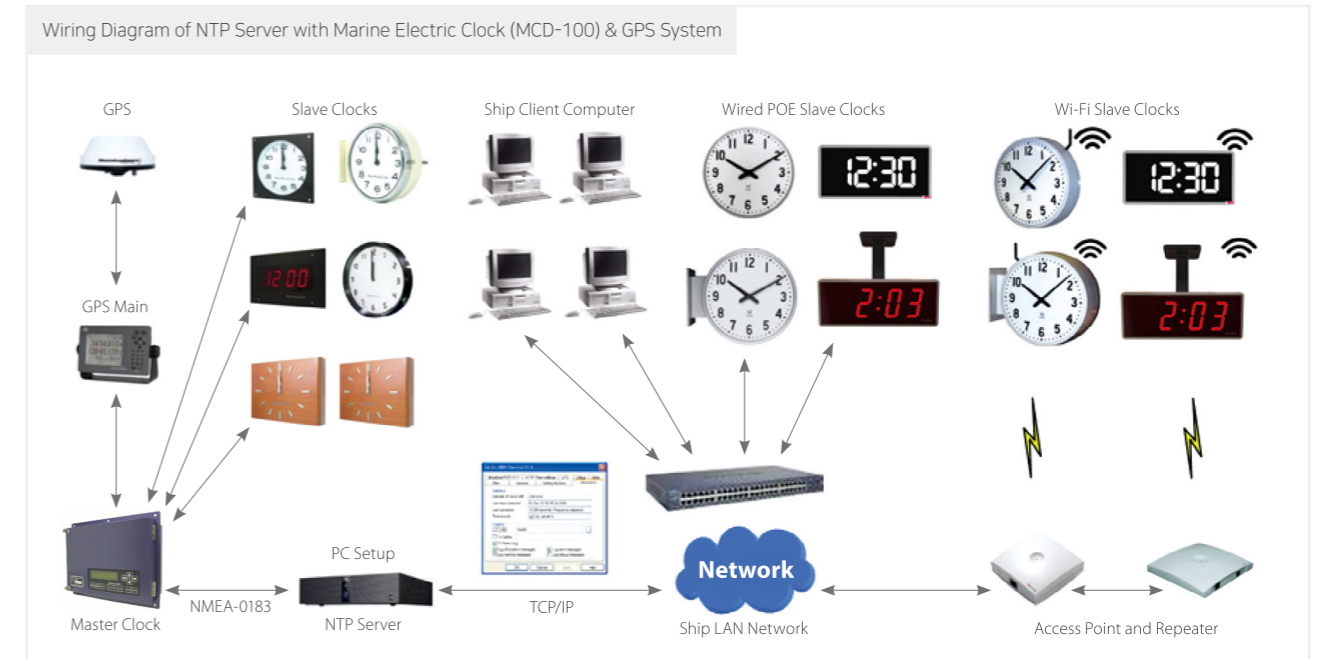 Wiring Diagram of NTP Server with Marine Electric Clock (MCD-100) & GPS System
GPS
Slave Clocks
Ship Client Computer
Wired POE Slave Clocks
Wi-Fi Slave Clocks
12:30
12:30
12 00
GPS Main
2:03
2:03
PC Setup
Network
NMEA-0183
TCP/IP
Master Clock
NTP Server
Ship LAN Network
Access Point and Repeater